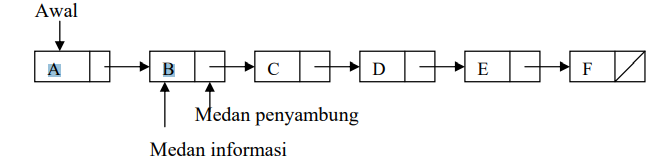 Awal
A B C D E F
Medan penyambung
Medan informasi